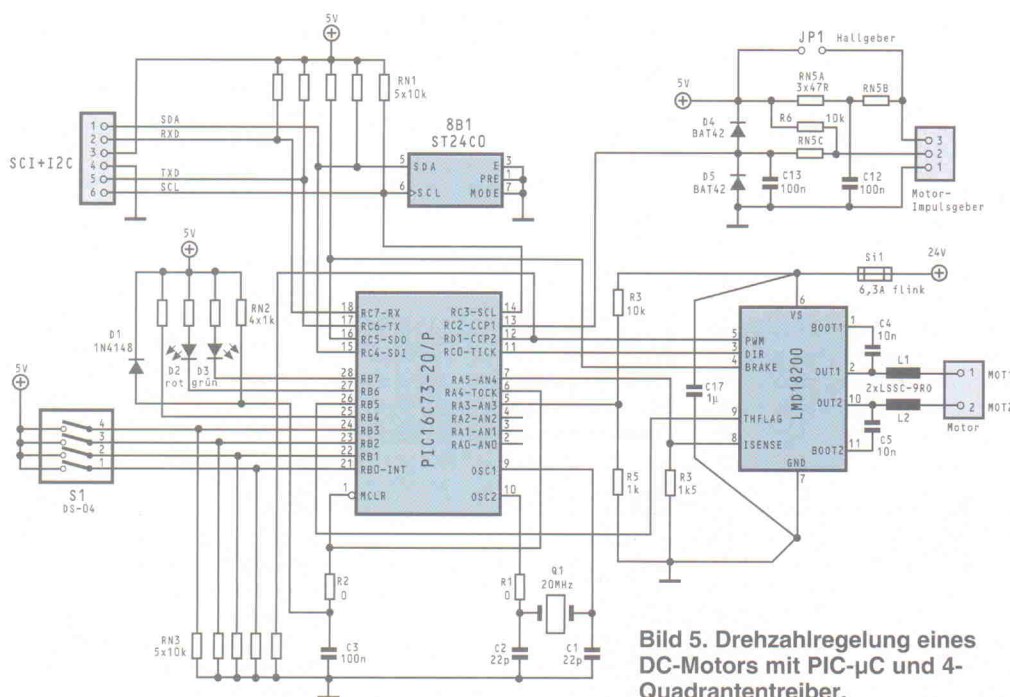 5V
RN1
5x10k
SCI+I2C
1
2
3
4
5
6
SDA
RXD
TXD
SCL
8B1
ST24C0
5 SDA E 3
PRE 1
6 SCL MODE 7
JP1 Hallgeber
5V
RN5A
3x47R
RN5B
R6 10k
RN5C
D4
BAT42
D5
BAT42
C13
100n
C12
100n
3
2
1
Motor-
Impulsgeber
5V
D1
1N4148
D2
rot
D3
grün
RN2
4x1k
5V
4
3
2
1
S1
DS-04
PIC16C73-20/P
18 RC7-RX RC3-SCL 14
17 RC6-TX RC2-CCP1 13
16 RC5-SDO RD1-CCP2 12
15 RC4-SDI RC0-TICK 11
28 RB7 RA5-AN4 7
27 RB6 RA4-TOCK 6
26 RB5 RA3-AN3 5
25 RB4 RA2-AN2 4
24 RB3 RA1-AN1 3
23 RB2 RA0-AN0 2
22 RB1
21 RB0-INT OSC1 9
1 MCLR OSC2 10
R3
10k
R5
1k
R3
1k5
C17
1µ
Si1
6,3A flink
24V
LMD18200
6
VS
5 PWM
3 DIR
4 BRAKE
9 THFLAG
8 ISENSE
BOOT1 1
OUT1 2
OUT2 10
BOOT2 11
GND
7
C4
10n
L1
2xLSSC-9R0
L2
C5
10n
1 MOT1
2 MOT2
Motor
R2
0
C3
100n
RN3
5x10k
R1
0
Q1
20MHz
C2
22p
C1
22p
Bild 5. Drehzahlregelung eines
DC-Motors mit PIC-µC und 4-
Quadrantentreiber.